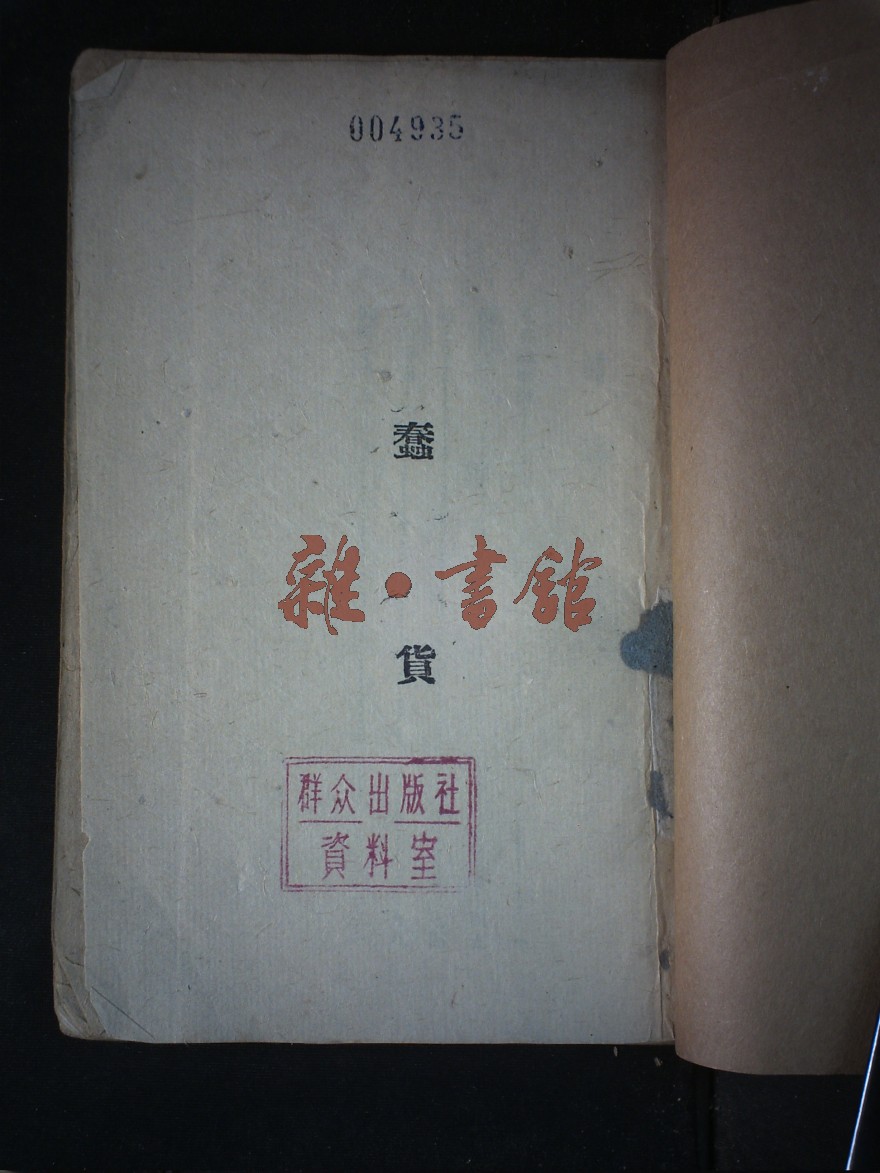 004935
蠢
雜·書館
貨
群众出版社
資料室